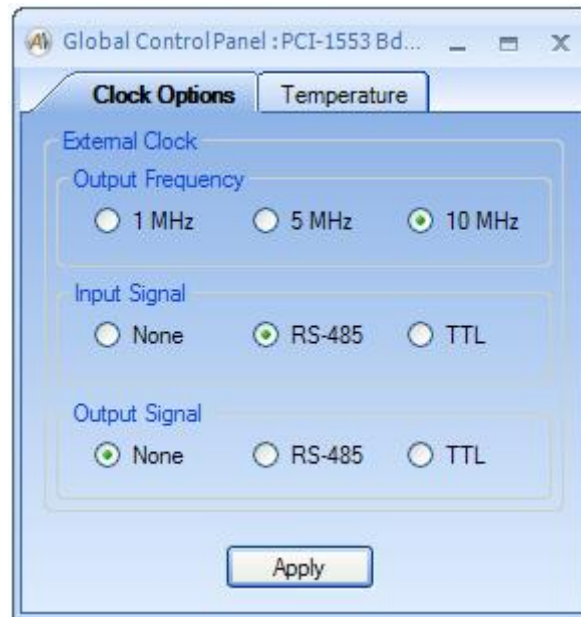 Global Control Panel : PCI-1553 Bd...
Clock Options Temperature
External Clock
Output Frequency
1 MHz 5 MHz 10 MHz
Input Signal
None RS-485 TTL
Output Signal
None RS-485 TTL
Apply